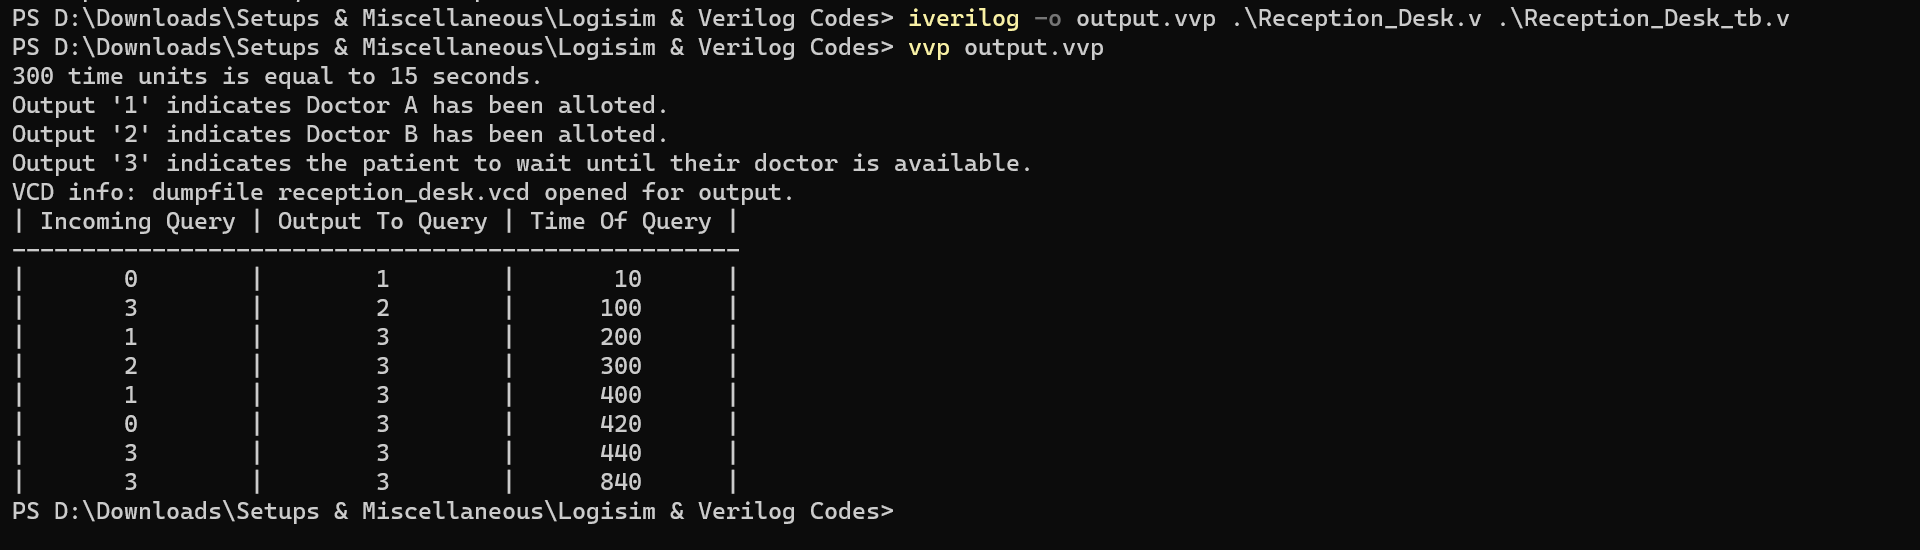 PS D:\Downloads\Setups & Miscellaneous\Logisim & Verilog Codes> iverilog -o output.vvp .\Reception_Desk.v .\Reception_Desk_tb.v
PS D:\Downloads\Setups & Miscellaneous\Logisim & Verilog Codes> vvp output.vvp
300 time units is equal to 15 seconds.
Output '1' indicates Doctor A has been alloted.
Output '2' indicates Doctor B has been alloted.
Output '3' indicates the patient to wait until their doctor is available.
VCD info: dumpfile reception_desk.vcd opened for output.
| Incoming Query | Output To Query | Time Of Query |
----------------------------------------------------
|       0        |        1        |       10      |
|       3        |        2        |      100      |
|       1        |        3        |      200      |
|       2        |        3        |      300      |
|       1        |        3        |      400      |
|       0        |        3        |      420      |
|       3        |        3        |      440      |
|       3        |        3        |      840      |
PS D:\Downloads\Setups & Miscellaneous\Logisim & Verilog Codes>